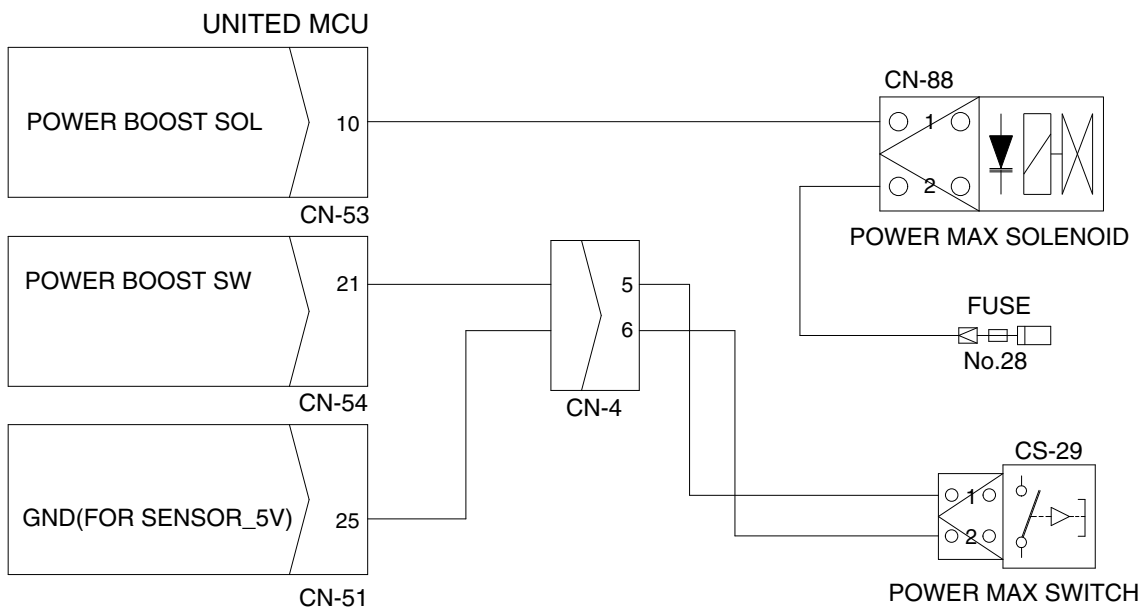 UNITED MCU
POWER BOOST SOL
10
CN-53
POWER BOOST SW
21
CN-54
GND(FOR SENSOR_5V)
25
CN-51
5
6
CN-4
CN-88
1
2
POWER MAX SOLENOID
FUSE
No.28
CS-29
1
2
POWER MAX SWITCH